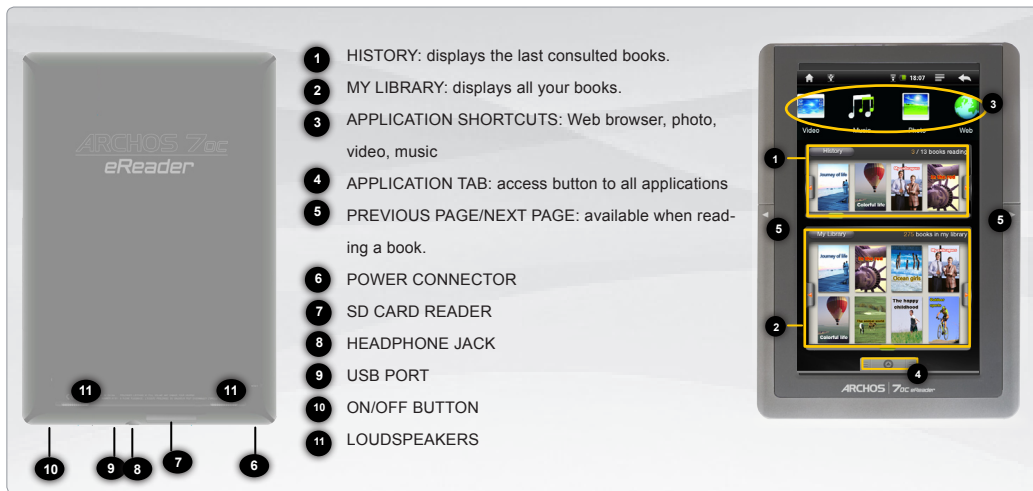 ARCHOS 7oc
eReader
11
11
10
9
8
7
6
1 HISTORY: displays the last consulted books.
2 MY LIBRARY: displays all your books.
3 APPLICATION SHORTCUTS: Web browser, photo,
video, music
4 APPLICATION TAB: access button to all applications
5 PREVIOUS PAGE/NEXT PAGE: available when read-
ing a book.
6 POWER CONNECTOR
7 SD CARD READER
8 HEADPHONE JACK
9 USB PORT
10 ON/OFF BUTTON
11 LOUDSPEAKERS
18:07
3
Video Music Photo Web
1
History 3 / 13 books reading
Journey of life
Colorful life
5
5
My Library 275 books in my library
Journey of life
Ocean girls
2
The happy
childhood
Colorful life
4
ARCHOS 7oc eReader